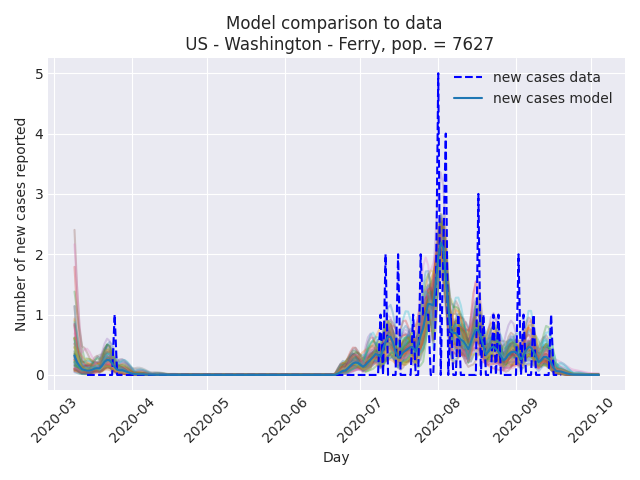 Model comparison to data
US - Washington - Ferry, pop. = 7627
new cases data
new cases model
Number of new cases reported
5
4
3
2
1
0
2020-03
2020-04
2020-05
2020-06
2020-07
2020-08
2020-09
2020-10
Day